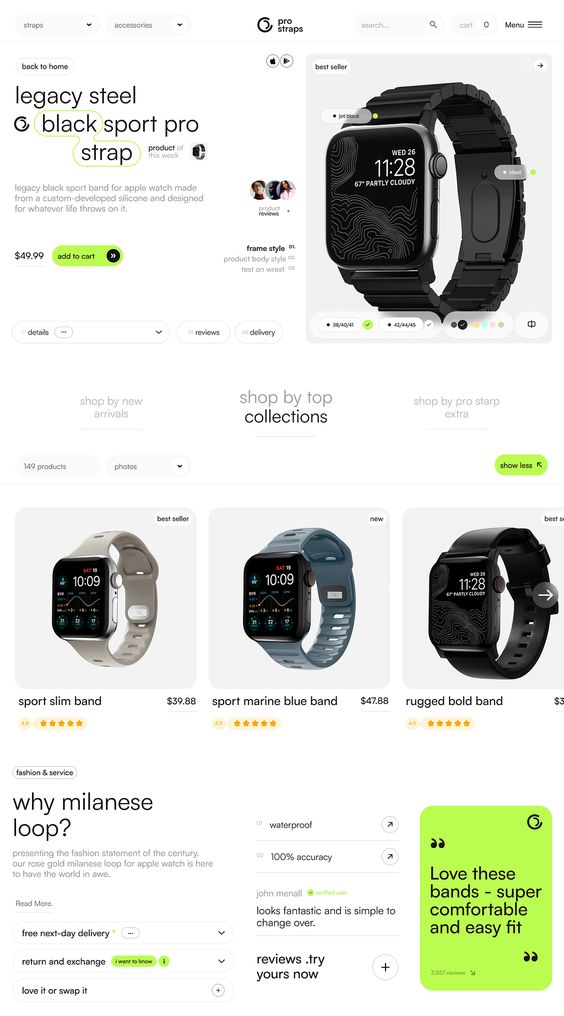 straps
accessories
pro
straps
search...
cart 0
Menu
back to home
legacy steel
black sport pro
strap
product of
this week
legacy black sport band for apple watch made
from a custom-developed silicone and designed
for whatever life throws on it.
product
reviews +
$49.99
add to cart
frame style 01.
product body style 02.
test on wrost 03.
details
reviews
delivery
best seller
jet black
WED 26
11:28
67° PARTLY CLOUDY
steel
38/40/41
42/44/45
shop by new
arrivals
shop by top
collections
shop by pro starp
extra
149 products
photos
show less
best seller
SAT 19
10:09
sport slim band
$39.88
4.9
new
SAT 19
10:09
sport marine blue band
$47.88
4.9
best se
WED 26
11:28
67° PARTLY CLOUDY
rugged bold band
$3
4.9
fashion & service
why milanese
loop?
presenting the fashion statement of the century.
our rose gold milanese loop for apple watch is here
to have the world in awe.
Read More.
free next-day delivery *
return and exchange
i want to know
i
love it or swap it
01 waterproof
02 100% accuracy
john menall
verified user
looks fantastic and is simple to
change over.
reviews .try
yours now
Love these
bands - super
comfortable
and easy fit
3,857 reviews